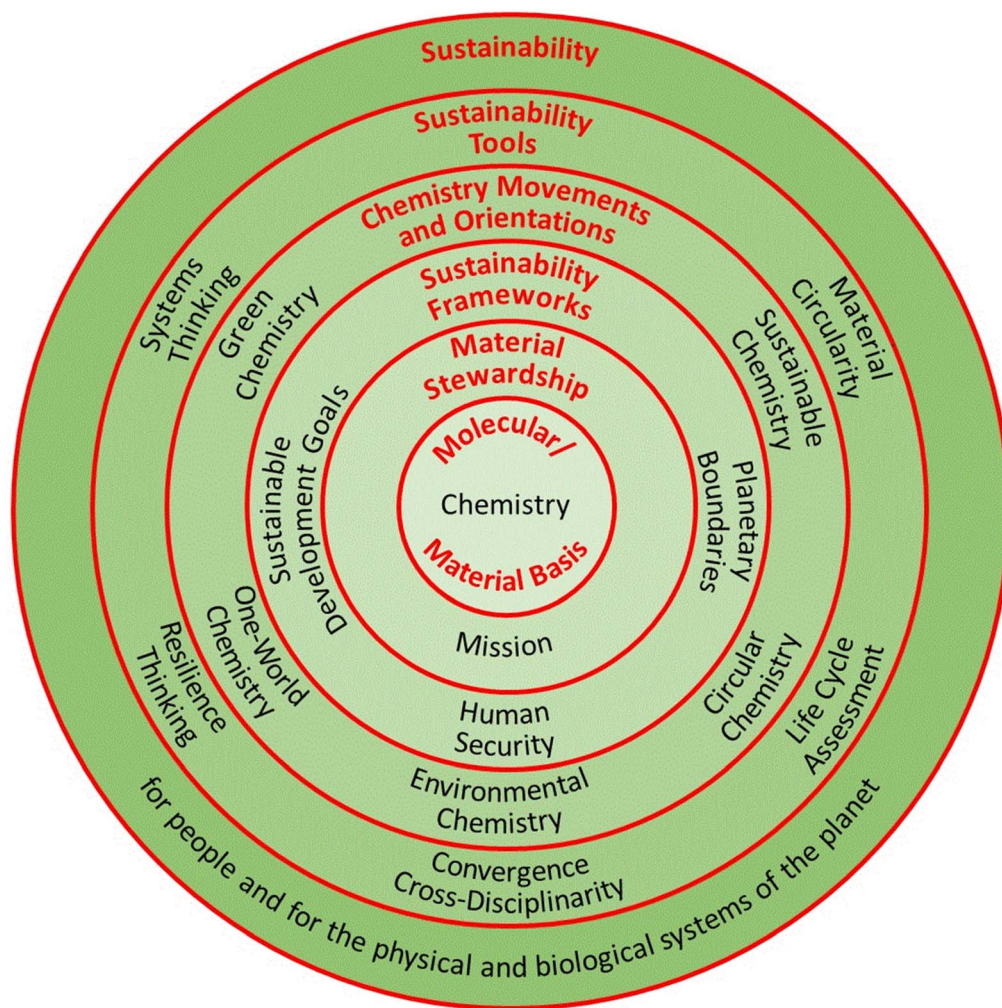 Sustainability
Sustainability
Tools
Chemistry Movements
and Orientations
Sustainability
Frameworks
Material
Stewardship
Molecular/
Chemistry
Material Basis
Mission
Systems
Thinking
Green
Chemistry
Sustainable
Development Goals
Material
Circularity
Sustainable
Chemistry
Planetary
Boundaries
One-World
Chemistry
Resilience
Thinking
Circular
Chemistry
Life Cycle
Assessment
Human
Security
Environmental
Chemistry
Convergence
Cross-Disciplinarity
for people and for the physical and biological systems of the planet